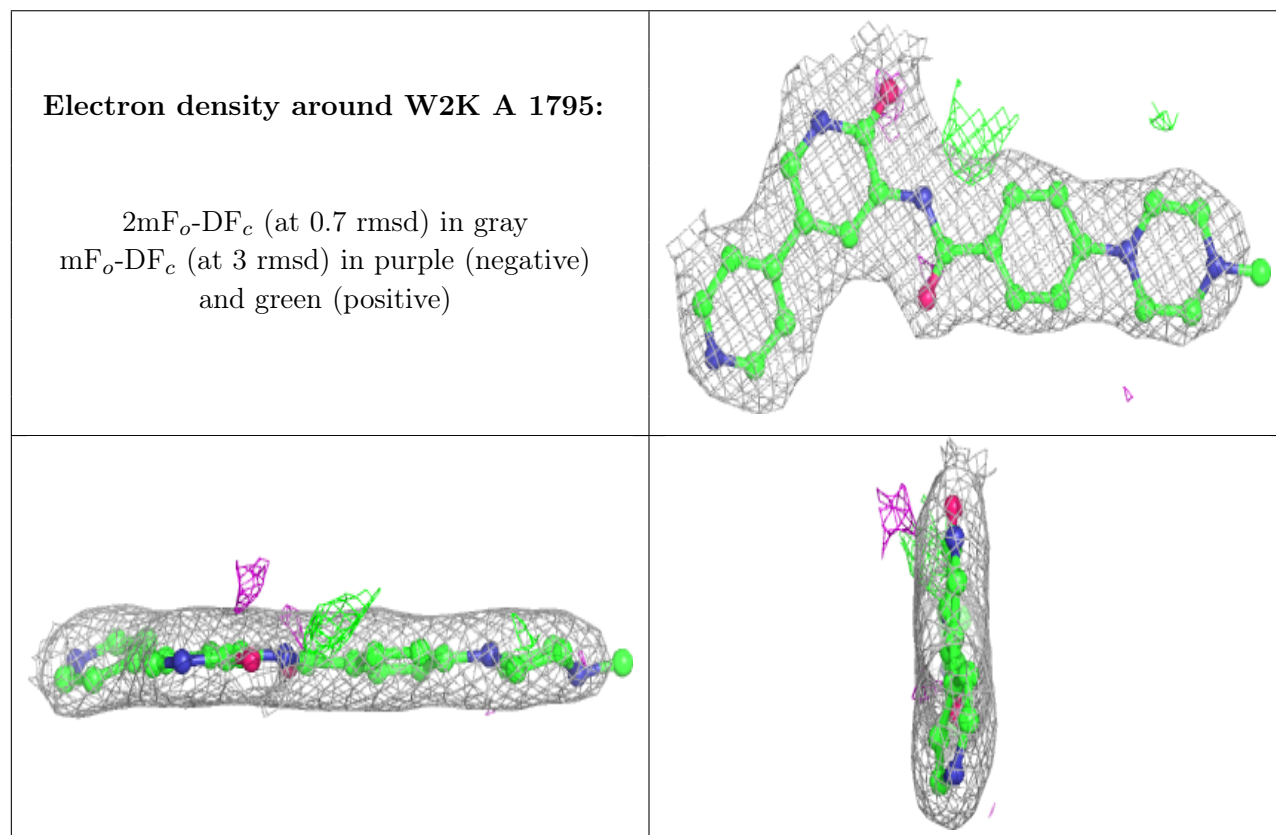 Electron density around W2K A 1795:
2mFₒ-DF𝒸 (at 0.7 rmsd) in gray
mFₒ-DF𝒸 (at 3 rmsd) in purple (negative)
and green (positive)